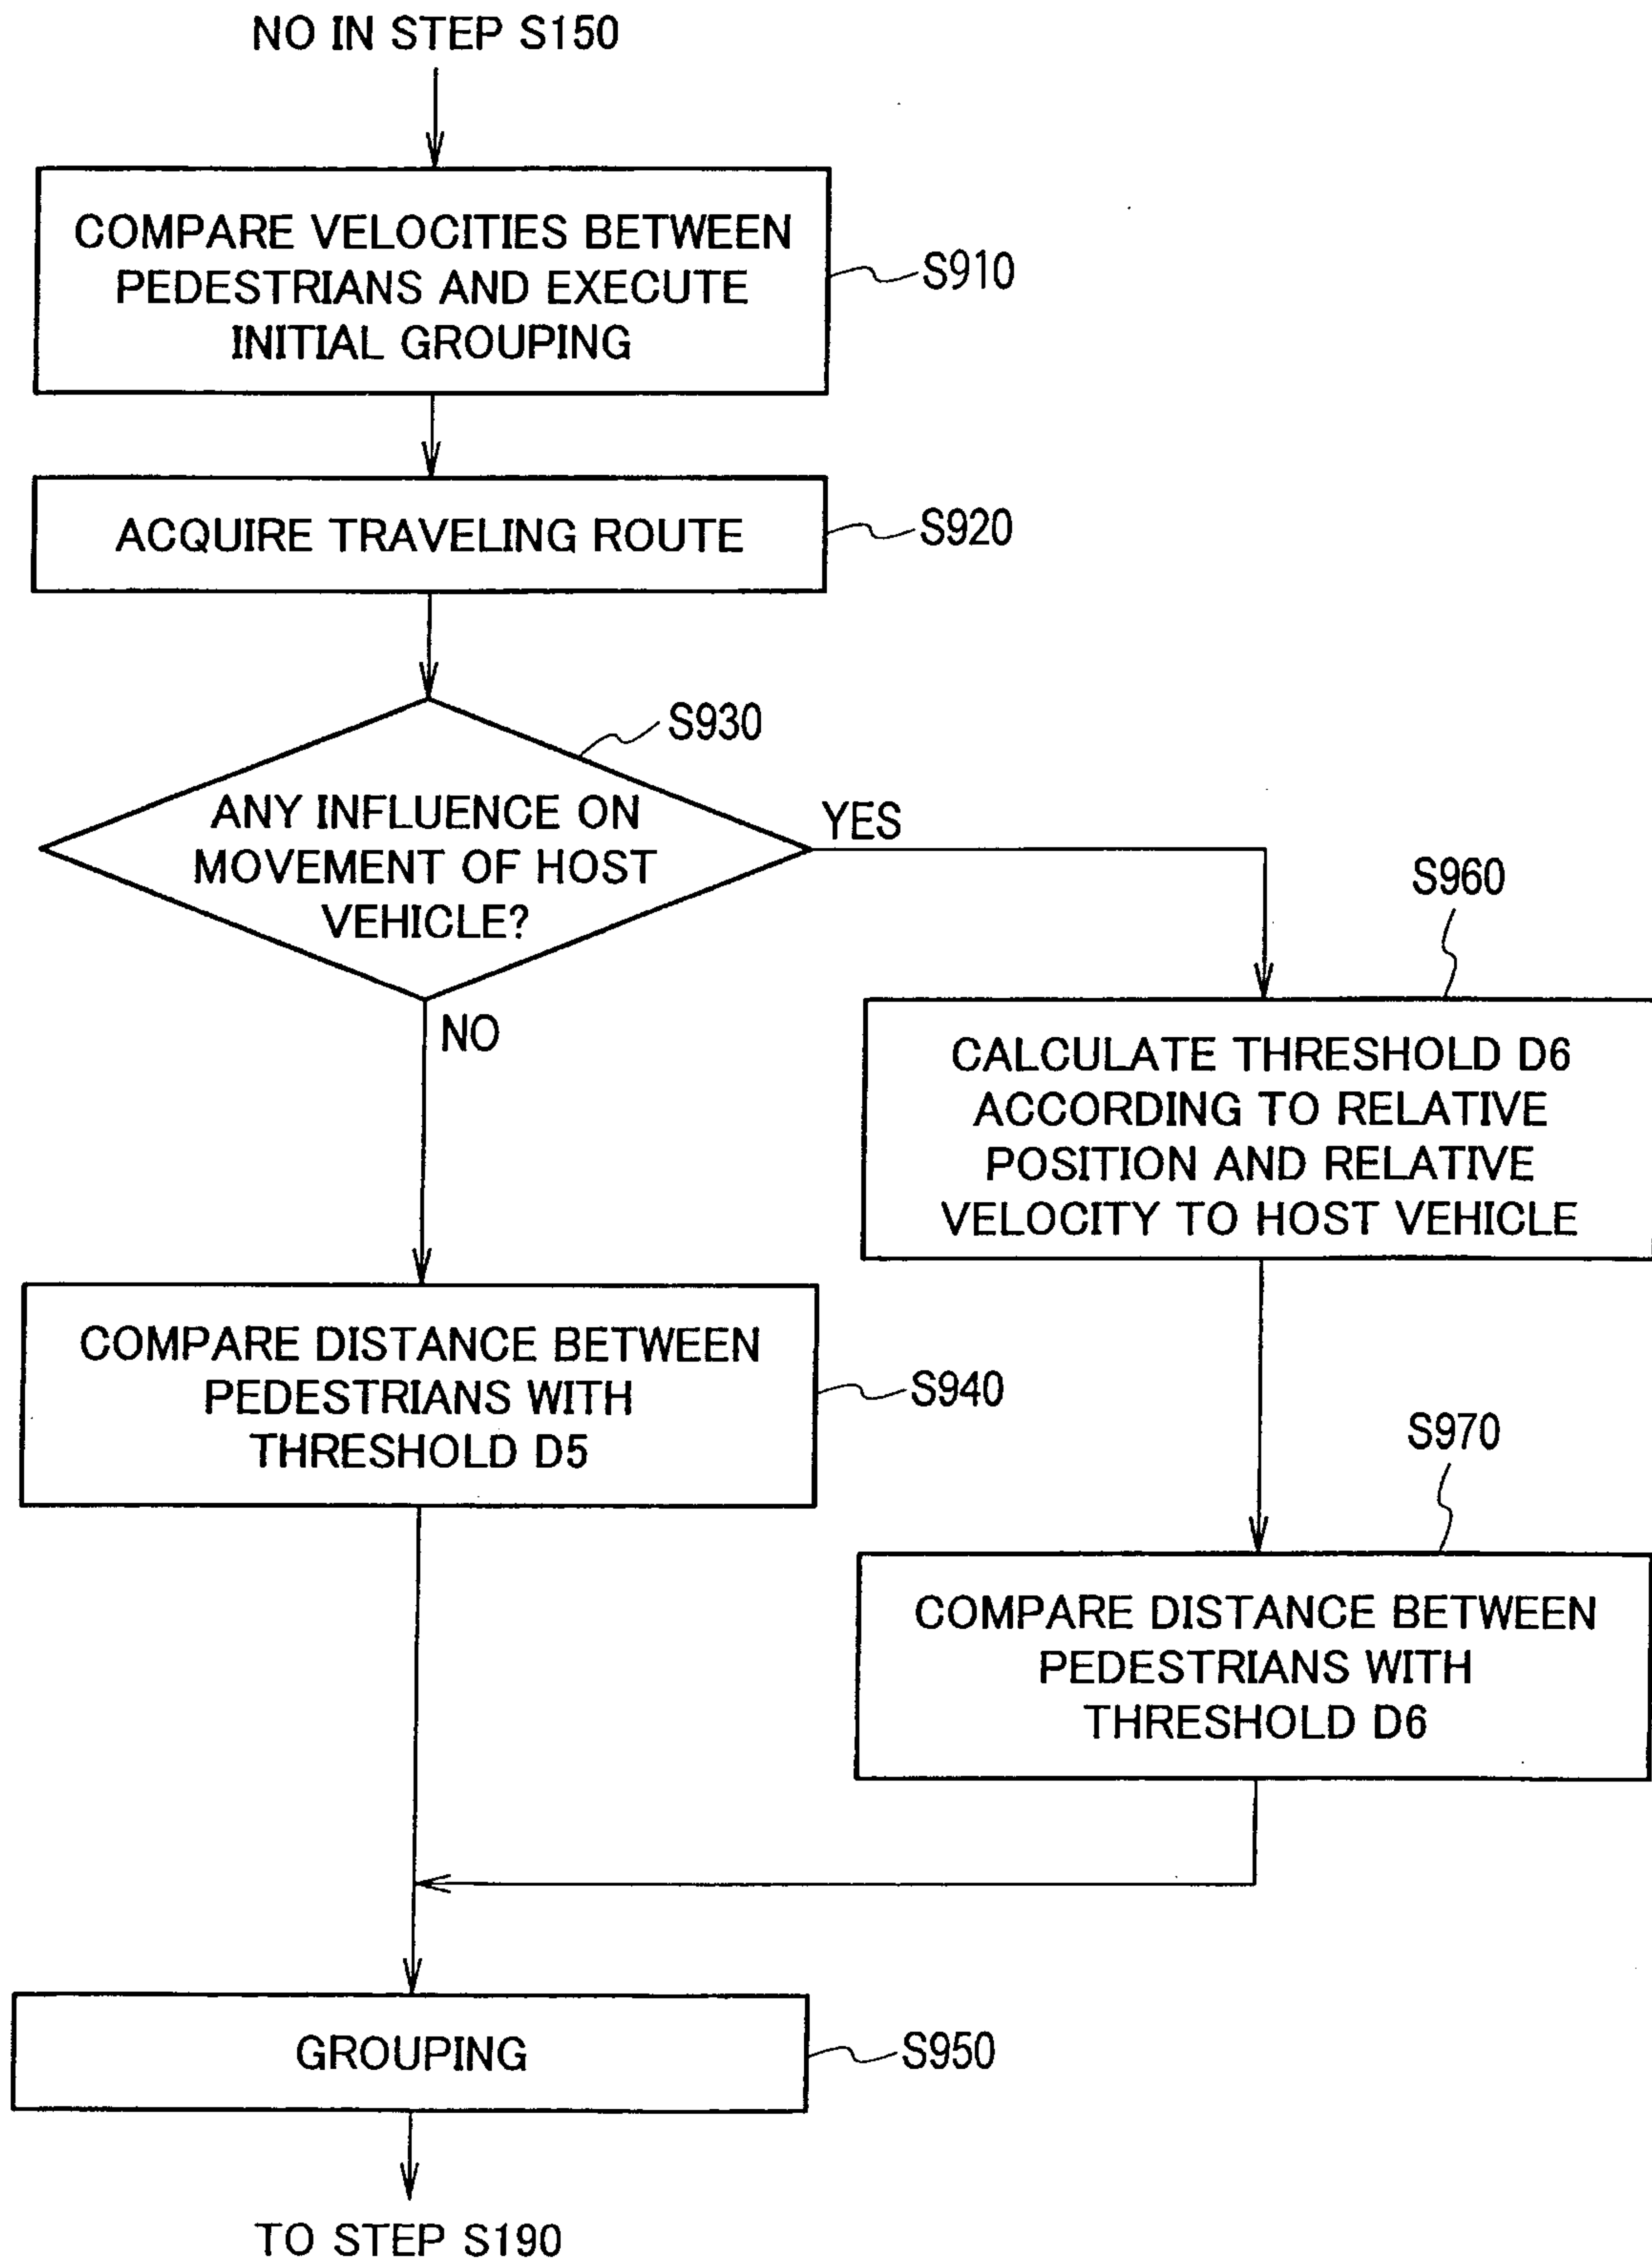 NO IN STEP S150
COMPARE VELOCITIES BETWEEN
PEDESTRIANS AND EXECUTE
INITIAL GROUPING
S910
ACQUIRE TRAVELING ROUTE
S920
S930
ANY INFLUENCE ON
MOVEMENT OF HOST
VEHICLE?
YES
NO
S960
CALCULATE THRESHOLD D6
ACCORDING TO RELATIVE
POSITION AND RELATIVE
VELOCITY TO HOST VEHICLE
COMPARE DISTANCE BETWEEN
PEDESTRIANS WITH
THRESHOLD D5
S940
S970
COMPARE DISTANCE BETWEEN
PEDESTRIANS WITH
THRESHOLD D6
GROUPING
S950
TO STEP S190